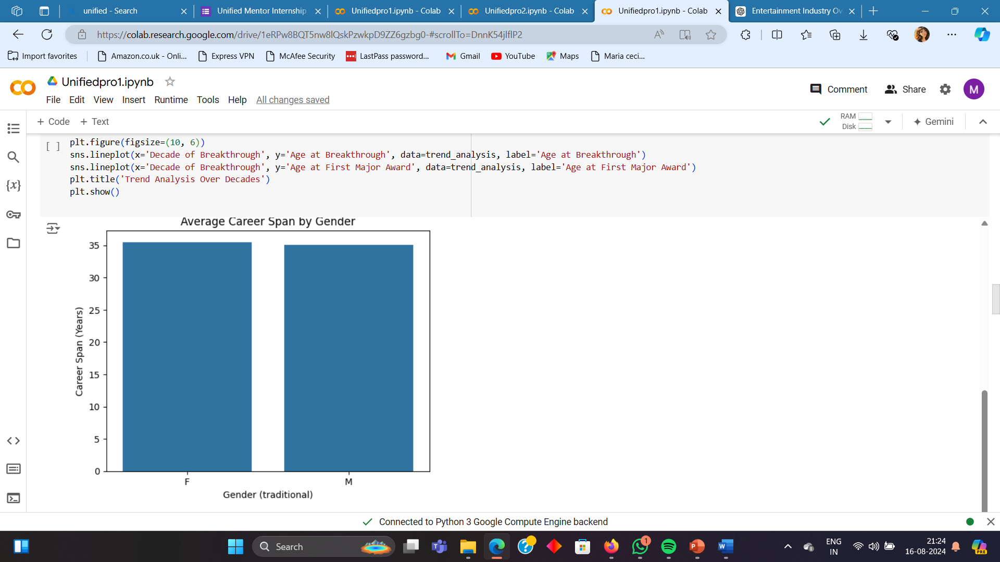 unified - Search
Unified Mentor Internship
Unifiedpro1.ipynb - Colab
Unifiedpro2.ipynb - Colab
Unifiedpro1.ipynb - Colab
Entertainment Industry Ov
https://colab.research.google.com/drive/1eRPw8BQT5nw8lQskPzwkpD9ZZ6gzbg0-#scrollTo=DnnK54jlflP2
Import favorites
Amazon.co.uk - Onli...
Express VPN
McAfee Security
LastPass password...
Gmail
YouTube
Maps
Maria ceci...
Unifiedpro1.ipynb
File Edit View Insert Runtime Tools Help All changes saved
Comment
Share
M
+ Code + Text
RAM
Disk
Gemini
[ ]
plt.figure(figsize=(10, 6))
sns.lineplot(x='Decade of Breakthrough', y='Age at Breakthrough', data=trend_analysis, label='Age at Breakthrough')
sns.lineplot(x='Decade of Breakthrough', y='Age at First Major Award', data=trend_analysis, label='Age at First Major Award')
plt.title('Trend Analysis Over Decades')
plt.show()
{x}
Average Career Span by Gender
35
30
25
20
15
10
5
0
Career Span (Years)
F
M
Gender (traditional)
Connected to Python 3 Google Compute Engine backend
Search
1
ENG
IN
21:24
16-08-2024
PRE